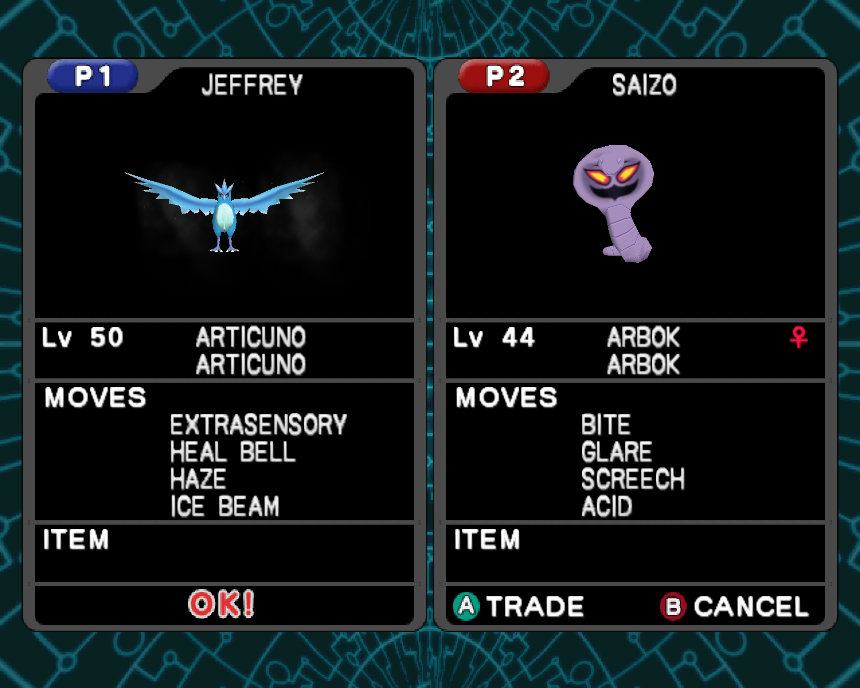 P1
JEFFREY
Lv 50 ARTICUNO
ARTICUNO
MOVES
EXTRASENSORY
HEAL BELL
HAZE
ICE BEAM
ITEM
OK!
P2
SAIZO
Lv 44 ARBOK ♀
ARBOK
MOVES
BITE
GLARE
SCREECH
ACID
ITEM
A TRADE B CANCEL